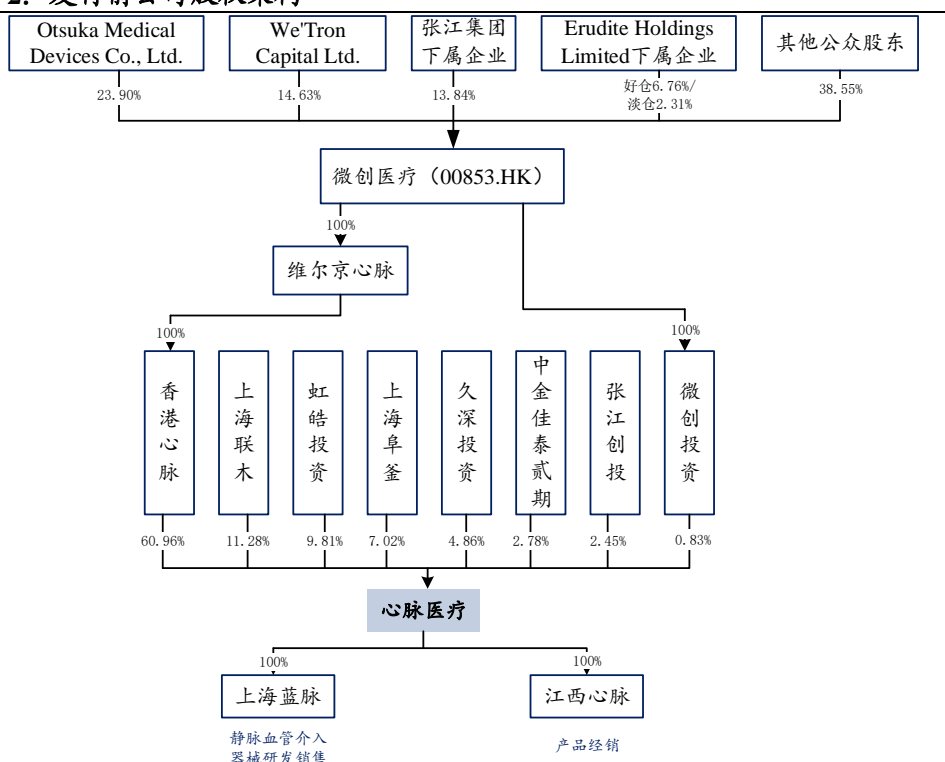 Otsuka Medical
Devices Co., Ltd.
We'Tron
Capital Ltd.
张江集团
下属企业
Erudite Holdings
Limited下属企业
其他公众股东
23.90%
14.63%
13.84%
好仓6.76%/
淡仓2.31%
38.55%
微创医疗（00853.HK）
100%
维尔京心脉
100%
100%
香港心脉
上海联木
虹皓投资
上海阜釜
久深投资
中金佳泰贰期
张江创投
微创投资
60.96%
11.28%
9.81%
7.02%
4.86%
2.78%
2.45%
0.83%
心脉医疗
100%
100%
上海蓝脉
江西心脉
静脉血管介入
器械研发销售
产品经销